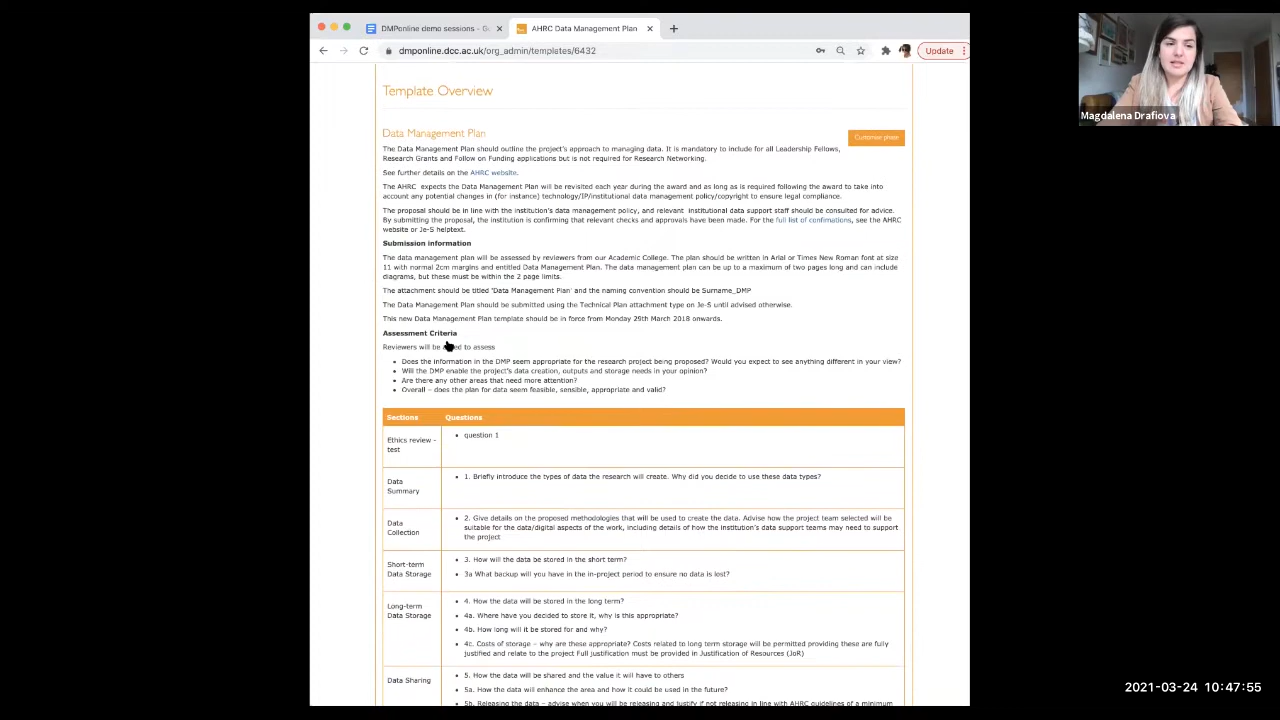 DMPonline demo sessions - G
AHRC Data Management Plan
dmponline.dcc.ac.uk/org_admin/templates/6432
Update
Magdalena Drafiova
Template Overview
Data Management Plan
Customise phase
The Data Management Plan should outline the project's approach to managing data. It is mandatory to include for all Leadership Fellows,
Research Grants and Follow on Funding applications but is not required for Research Networking.
See further details on the AHRC website.
The AHRC expects the Data Management Plan will be revisited each year during the award and as long as is required following the award to take into
account any potential changes in (for instance) technology/IP/institutional data management policy/copyright to ensure legal compliance.
The proposal should be in line with the institution's data management policy, and relevant institutional data support staff should be consulted for advice.
By submitting the proposal, the institution is confirming that relevant checks and approvals have been made. For the full list of confimations, see the AHRC
website or Je-S helptext.
Submission information
The data management plan will be assessed by reviewers from our Academic College. The plan should be written in Arial or Times New Roman font at size
11 with normal 2cm margins and entitled Data Management Plan. The data management plan can be up to a maximum of two pages long and can include
diagrams, but these must be within the 2 page limits.
The attachment should be titled 'Data Management Plan' and the naming convention should be Surname_DMP
The Data Management Plan should be submitted using the Technical Plan attachment type on Je-S until advised otherwise.
This new Data Management Plan template should be in force from Monday 29th March 2018 onwards.
Assessment Criteria
Reviewers will be asked to assess
Does the information in the DMP seem appropriate for the research project being proposed? Would you expect to see anything different in your view?
Will the DMP enable the project's data creation, outputs and storage needs in your opinion?
Are there any other areas that need more attention?
Overall – does the plan for data seem feasible, sensible, appropriate and valid?
Sections Questions
Ethics review -
test
question 1
Data
Summary
1. Briefly introduce the types of data the research will create. Why did you decide to use these data types?
Data
Collection
2. Give details on the proposed methodologies that will be used to create the data. Advise how the project team selected will be
suitable for the data/digital aspects of the work, including details of how the institution's data support teams may need to support
the project
Short-term
Data Storage
3. How will the data be stored in the short term?
3a What backup will you have in the in-project period to ensure no data is lost?
Long-term
Data Storage
4. How the data will be stored in the long term?
4a. Where have you decided to store it, why is this appropriate?
4b. How long will it be stored for and why?
4c. Costs of storage – why are these appropriate? Costs related to long term storage will be permitted providing these are fully
justified and relate to the project Full justification must be provided in Justification of Resources (JoR)
Data Sharing
5. How the data will be shared and the value it will have to others
5a. How the data will enhance the area and how it could be used in the future?
5b. Releasing the data – advise when you will be releasing and justify if not releasing in line with AHRC guidelines of a minimum
2021-03-24 10:47:55